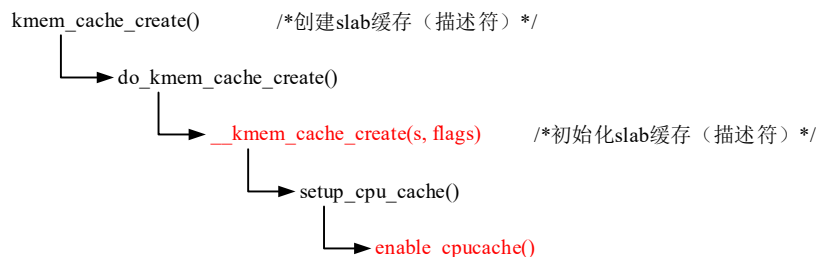 kmem_cache_create() /*创建slab缓存（描述符）*/
do_kmem_cache_create()
__kmem_cache_create(s, flags) /*初始化slab缓存（描述符）*/
setup_cpu_cache()
enable_cpucache()